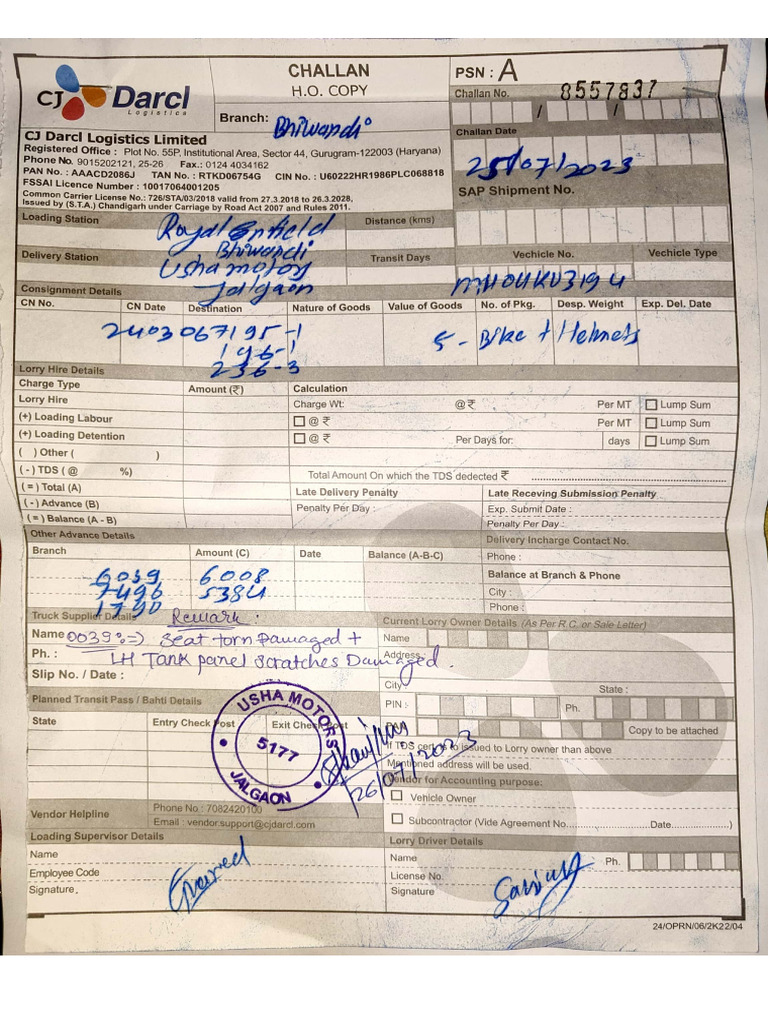 CJ Darcl
Logistics
CHALLAN
H.O. COPY
PSN : A
Challan No. 8557837
Branch: Bhiwandi
CJ Darcl Logistics Limited
Registered Office : Plot No. 55P, Institutional Area, Sector 44, Gurugram-122003 (Haryana)
Phone No. 9015202121, 25-26 Fax.: 0124 4034162
PAN No. : AAACD2086J TAN No. : RTKD06754G CIN No. : U60222HR1986PLC068818
FSSAI Licence Number : 10017064001205
Common Carrier License No.: 726/STA/03/2018 valid from 27.3.2018 to 26.3.2028,
Issued by (S.T.A.) Chandigarh under Carriage by Road Act 2007 and Rules 2011.
Challan Date
25/07/2023
SAP Shipment No.
Loading Station Royal Enfield Distance (kms)
Bhiwandi
Delivery Station Usha motors Transit Days
Jalgaon
Vechicle No. Vechicle Type
MH04KU3194
Consignment Details
CN No. CN Date Destination Nature of Goods Value of Goods No. of Pkg. Desp. Weight Exp. Del. Date
2403067195-1 5 - Bike + Helmets
196-1
236-3
Lorry Hire Details
Charge Type Amount (₹) Calculation
Lorry Hire Charge Wt: @ ₹ Per MT Lump Sum
(+) Loading Labour @ ₹ Per MT Lump Sum
(+) Loading Detention @ ₹ Per Days for: days Lump Sum
( ) Other ( )
( - ) TDS ( @ %) Total Amount On which the TDS dedected ₹
( = ) Total (A) Late Delivery Penalty Late Receving Submission Penalty
( - ) Advance (B) Penalty Per Day : Exp. Submit Date :
( = ) Balance (A - B) Penalty Per Day :
Other Advance Details Delivery Incharge Contact No.
Branch Amount (C) Date Balance (A-B-C) Phone :
6039 6008 Balance at Branch & Phone
7496 5384 City :
1790 Phone :
Truck Supplier Details Remark : Current Lorry Owner Details (As Per R.C. or Sale Letter)
Name 0039 :=) Seat torn Damaged + Name
Ph. : LH Tank panel Scratches Damaged. Address
Slip No. / Date : City State :
Planned Transit Pass / Bahti Details PIN : Ph.
State Entry Check Post Exit Check Post Copy to be attached
USHA MOTORS
5177
JALGAON
26/07/2023
If TDS cert. is to issued to Lorry owner than above
Mentioned address will be used.
Vendor for Accounting purpose:
Vehicle Owner
Subcontractor (Vide Agreement No. Date )
Vendor Helpline Phone No : 7082420100
Email : vendor.support@cjdarcl.com
Loading Supervisor Details Lorry Driver Details
Name Name Ph.
Employee Code License No.
Signature. Signature
24/OPRN/06/2K22/04